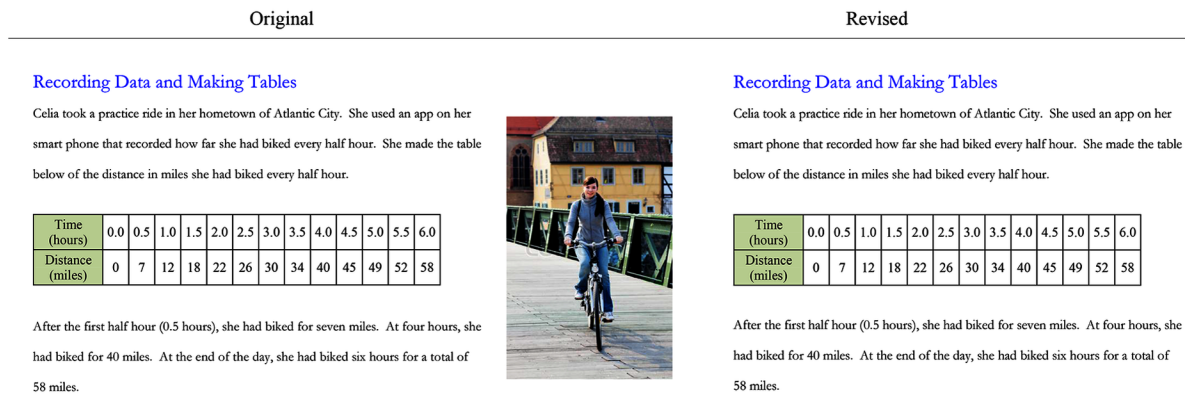 Original
Revised
Recording Data and Making Tables
Celia took a practice ride in her hometown of Atlantic City. She used an app on her
smart phone that recorded how far she had biked every half hour. She made the table
below of the distance in miles she had biked every half hour.
Time (hours) 0.0 0.5 1.0 1.5 2.0 2.5 3.0 3.5 4.0 4.5 5.0 5.5 6.0
Distance (miles) 0 7 12 18 22 26 30 34 40 45 49 52 58
After the first half hour (0.5 hours), she had biked for seven miles. At four hours, she
had biked for 40 miles. At the end of the day, she had biked six hours for a total of
58 miles.
Recording Data and Making Tables
Celia took a practice ride in her hometown of Atlantic City. She used an app on her
smart phone that recorded how far she had biked every half hour. She made the table
below of the distance in miles she had biked every half hour.
Time (hours) 0.0 0.5 1.0 1.5 2.0 2.5 3.0 3.5 4.0 4.5 5.0 5.5 6.0
Distance (miles) 0 7 12 18 22 26 30 34 40 45 49 52 58
After the first half hour (0.5 hours), she had biked for seven miles. At four hours, she
had biked for 40 miles. At the end of the day, she had biked six hours for a total of
58 miles.